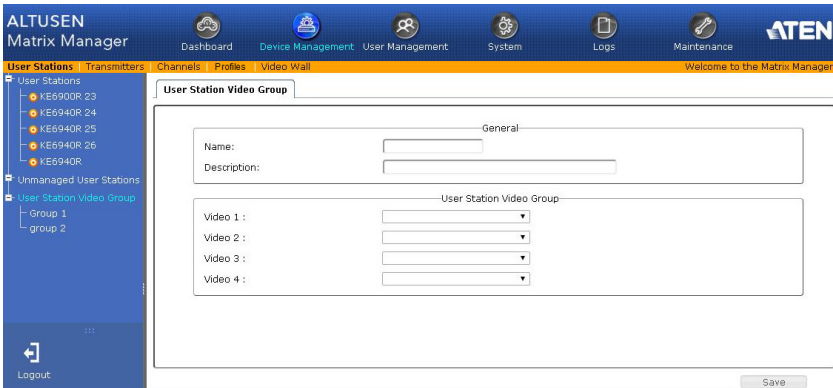 ALTUSEN
Matrix Manager
Dashboard Device Management User Management System Logs Maintenance
ATEN
User Stations Transmitters Channels Profiles Video Wall Welcome to the Matrix Manager
User Stations
KE6900R 23
KE6940R 24
KE6940R 25
KE6940R 26
KE6940R
Unmanaged User Stations
User Station Video Group
Group 1
group 2
Logout
User Station Video Group
General
Name:
Description:
User Station Video Group
Video 1 :
Video 2 :
Video 3 :
Video 4 :
Save